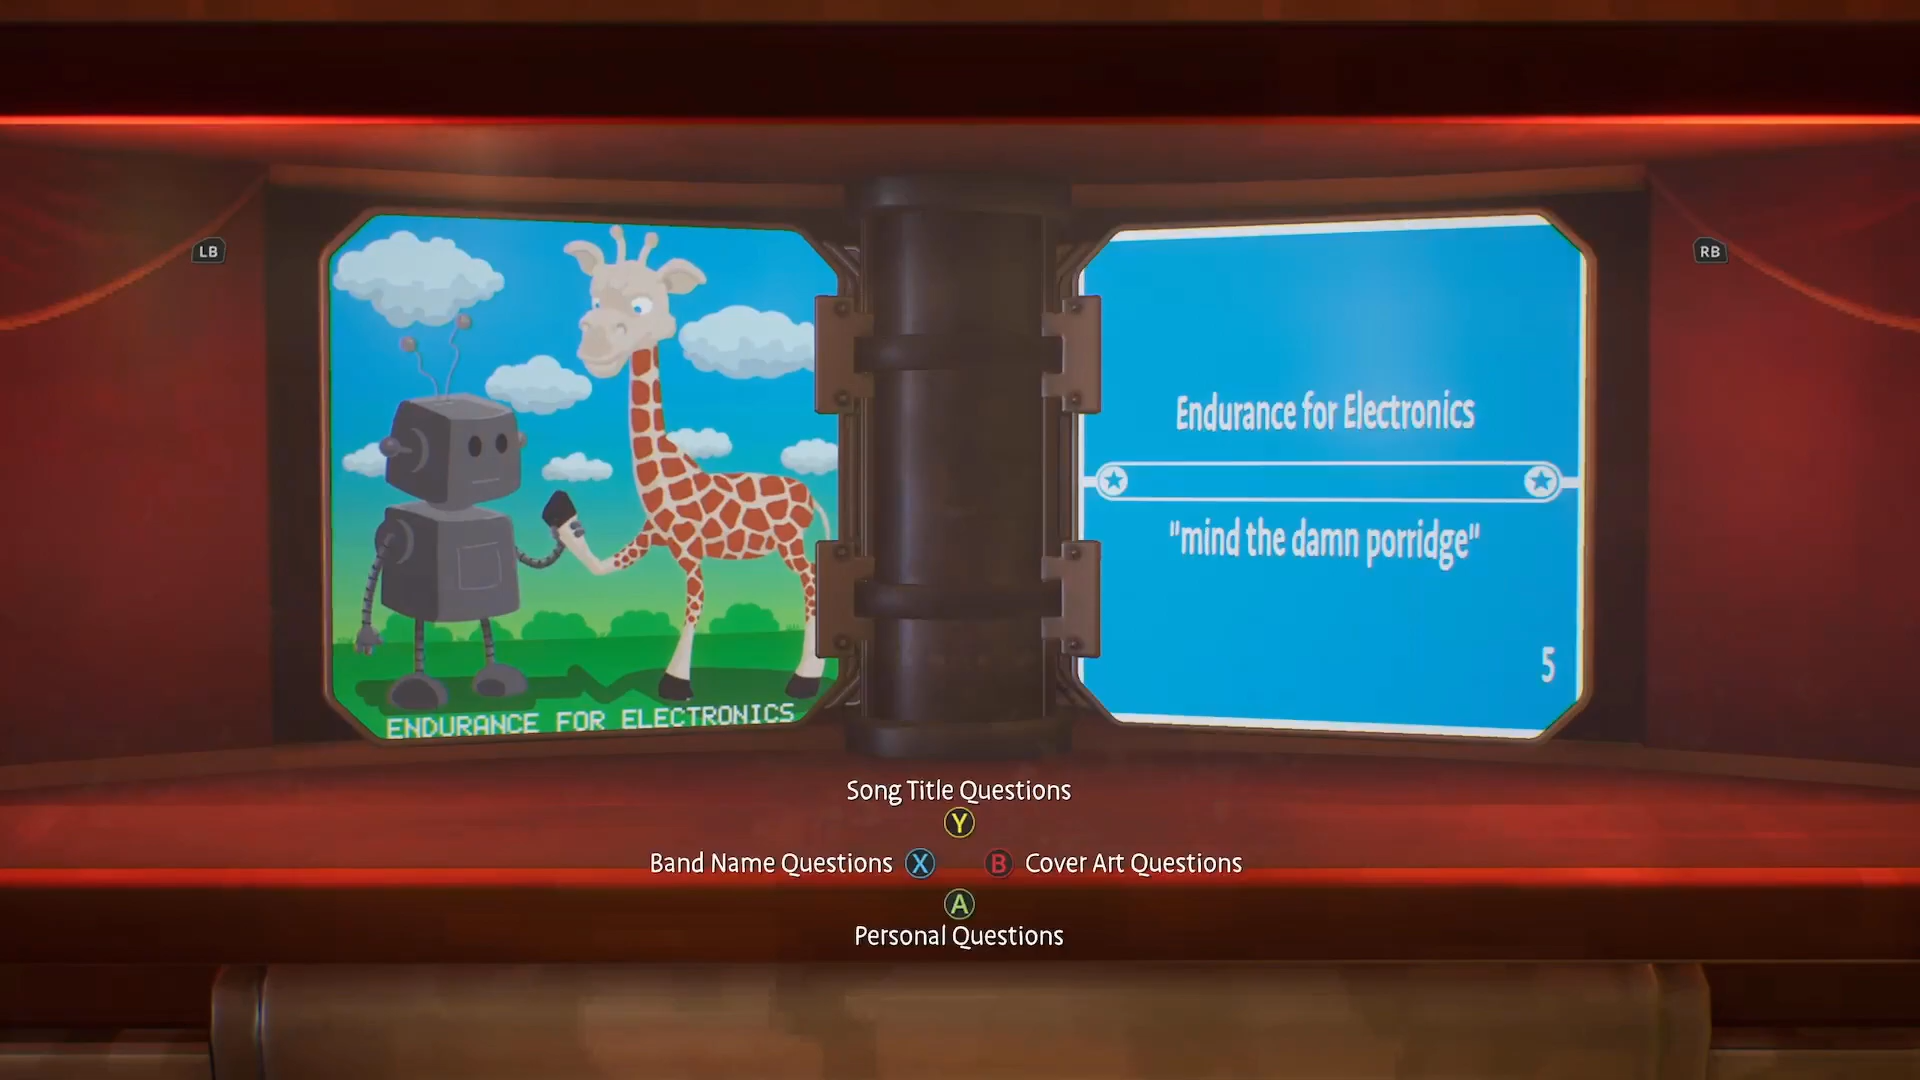 LB
RB
ENDURANCE FOR ELECTRONICS
Endurance for Electronics
"mind the damn porridge"
5
Song Title Questions
Y
Band Name Questions X B Cover Art Questions
A
Personal Questions